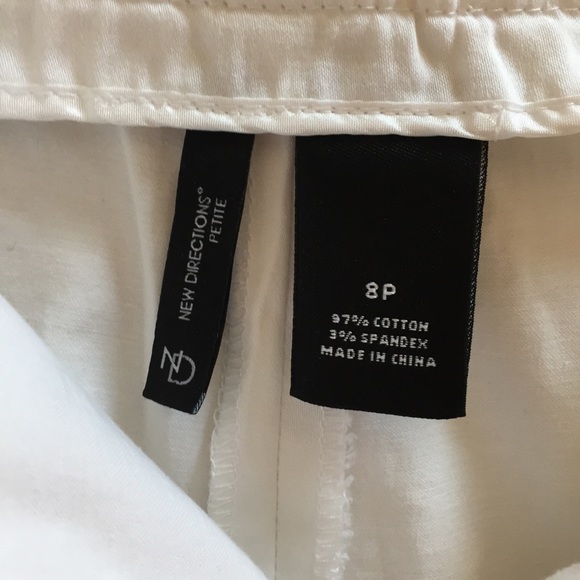 NEW DIRECTIONS®
PETITE
ND
8P
97% COTTON
3% SPANDEX
MADE IN CHINA